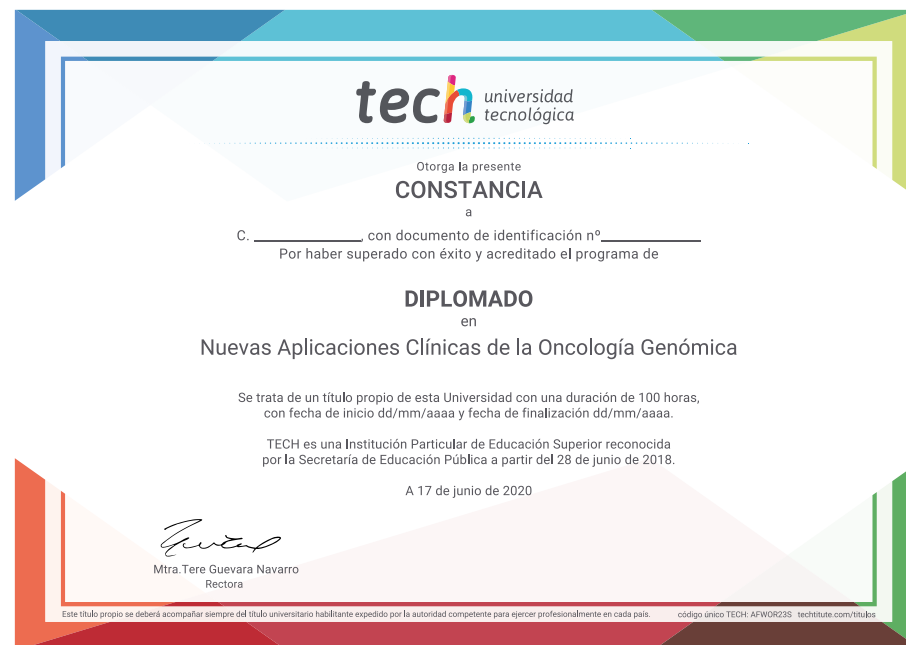 tech universidad
tecnológica
Otorga la presente
CONSTANCIA
a
C. ____________, con documento de identificación nº____________
Por haber superado con éxito y acreditado el programa de
DIPLOMADO
en
Nuevas Aplicaciones Clínicas de la Oncología Genómica
Se trata de un título propio de esta Universidad con una duración de 100 horas,
con fecha de inicio dd/mm/aaaa y fecha de finalización dd/mm/aaaa.
TECH es una Institución Particular de Educación Superior reconocida
por la Secretaría de Educación Pública a partir del 28 de junio de 2018.
A 17 de junio de 2020
Mtra.Tere Guevara Navarro
Rectora
Este título propio se deberá acompañar siempre del título universitario habilitante expedido por la autoridad competente para ejercer profesionalmente en cada país. código único TECH: AFWOR23S techtitute.com/titulos